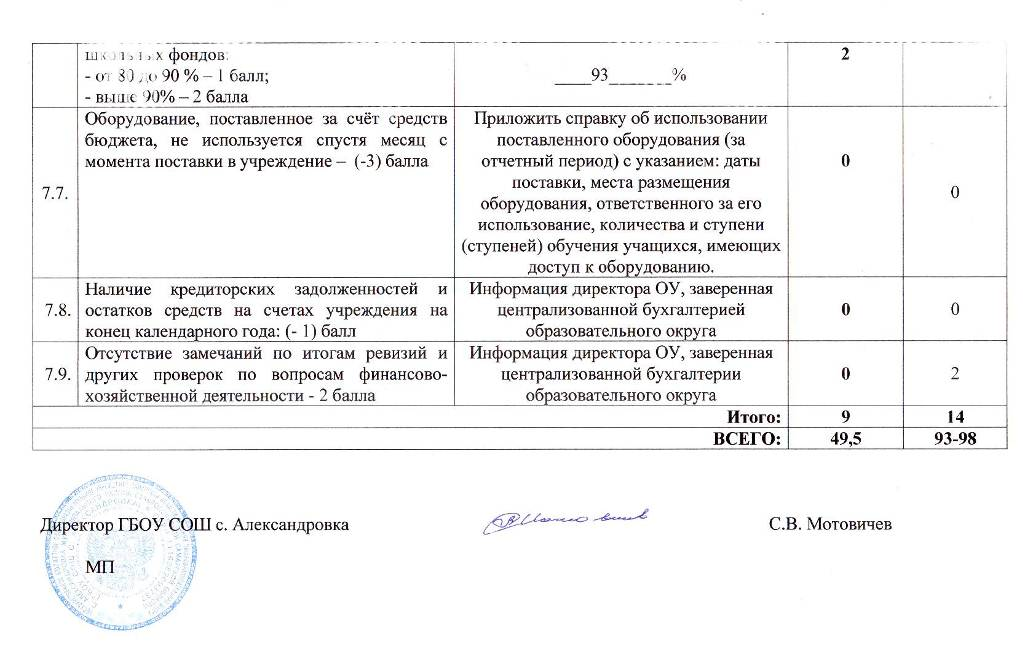 школьных фондов:
- от 80 до 90 % – 1 балл;
- выше 90% – 2 балла
____93_______%
2
7.7.
Оборудование, поставленное за счёт средств
бюджета, не используется спустя месяц с
момента поставки в учреждение – (-3) балла
Приложить справку об использовании
поставленного оборудования (за
отчетный период) с указанием: даты
поставки, места размещения
оборудования, ответственного за его
использование, количества и ступени
(ступеней) обучения учащихся, имеющих
доступ к оборудованию.
0
0
7.8.
Наличие кредиторских задолженностей и
остатков средств на счетах учреждения на
конец календарного года: (- 1) балл
Информация директора ОУ, заверенная
централизованной бухгалтерией
образовательного округа
0
0
7.9.
Отсутствие замечаний по итогам ревизий и
других проверок по вопросам финансово-
хозяйственной деятельности - 2 балла
Информация директора ОУ, заверенная
централизованной бухгалтерии
образовательного округа
0
2
Итого: 9 14
ВСЕГО: 49,5 93-98
Директор ГБОУ СОШ с. Александровка
С.В. Мотовичев
МП